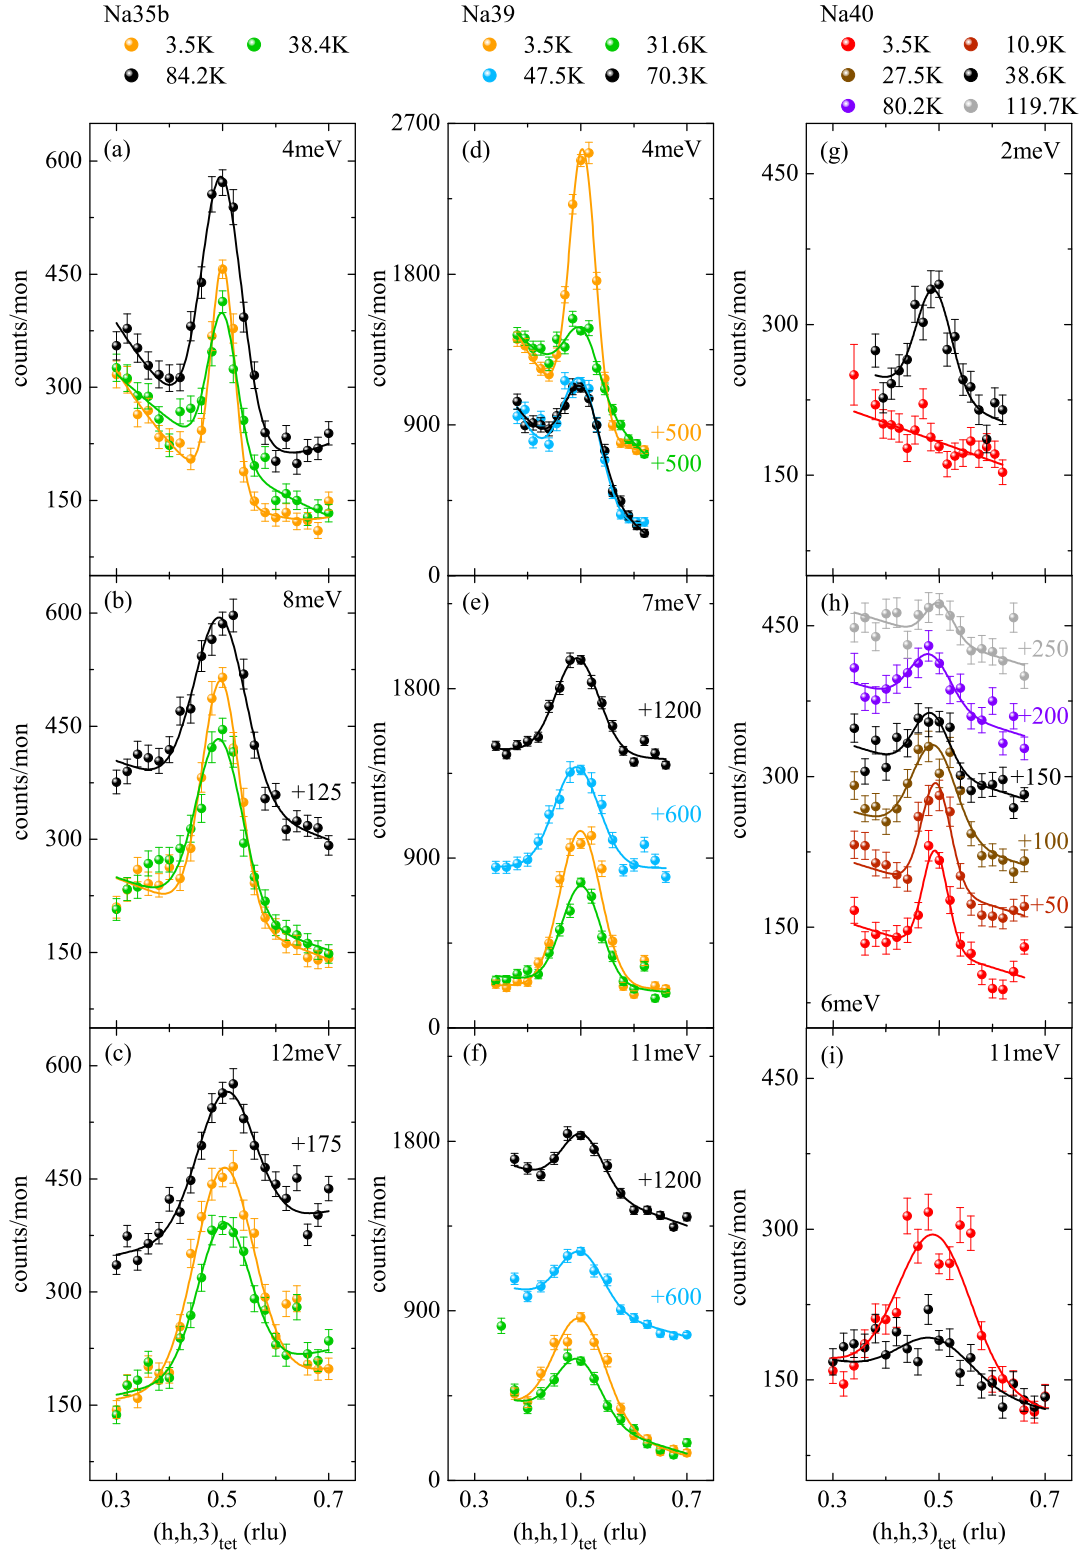 Na35b
3.5K 38.4K
84.2K
Na39
3.5K 31.6K
47.5K 70.3K
Na40
3.5K 10.9K
27.5K 38.6K
80.2K 119.7K
(a) 4meV
600
450
300
150
counts/mon
(b) 8meV
600
450
300
150
counts/mon
+125
(c) 12meV
600
450
300
150
counts/mon
+175
0.3 0.5 0.7
(h,h,3)tet (rlu)
(d) 4meV
2700
1800
900
0
counts/mon
+500
+500
(e) 7meV
1800
900
0
counts/mon
+1200
+600
(f) 11meV
1800
900
0
counts/mon
+1200
+600
0.3 0.5 0.7
(h,h,1)tet (rlu)
(g) 2meV
450
300
150
counts/mon
(h)
450
300
150
counts/mon
+250
+200
+150
+100
+50
6meV
(i) 11meV
450
300
150
counts/mon
0.3 0.5 0.7
(h,h,3)tet (rlu)